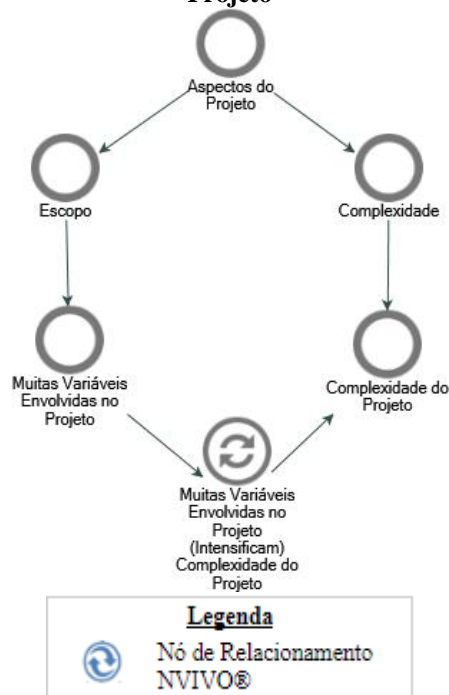 Projeto
Aspectos do
Projeto
Escopo
Complexidade
Muitas Variáveis
Envolvidas no
Projeto
Complexidade do
Projeto
Muitas Variáveis
Envolvidas no
Projeto
(Intensificam)
Complexidade do
Projeto
Legenda
Nó de Relacionamento
NVIVO®